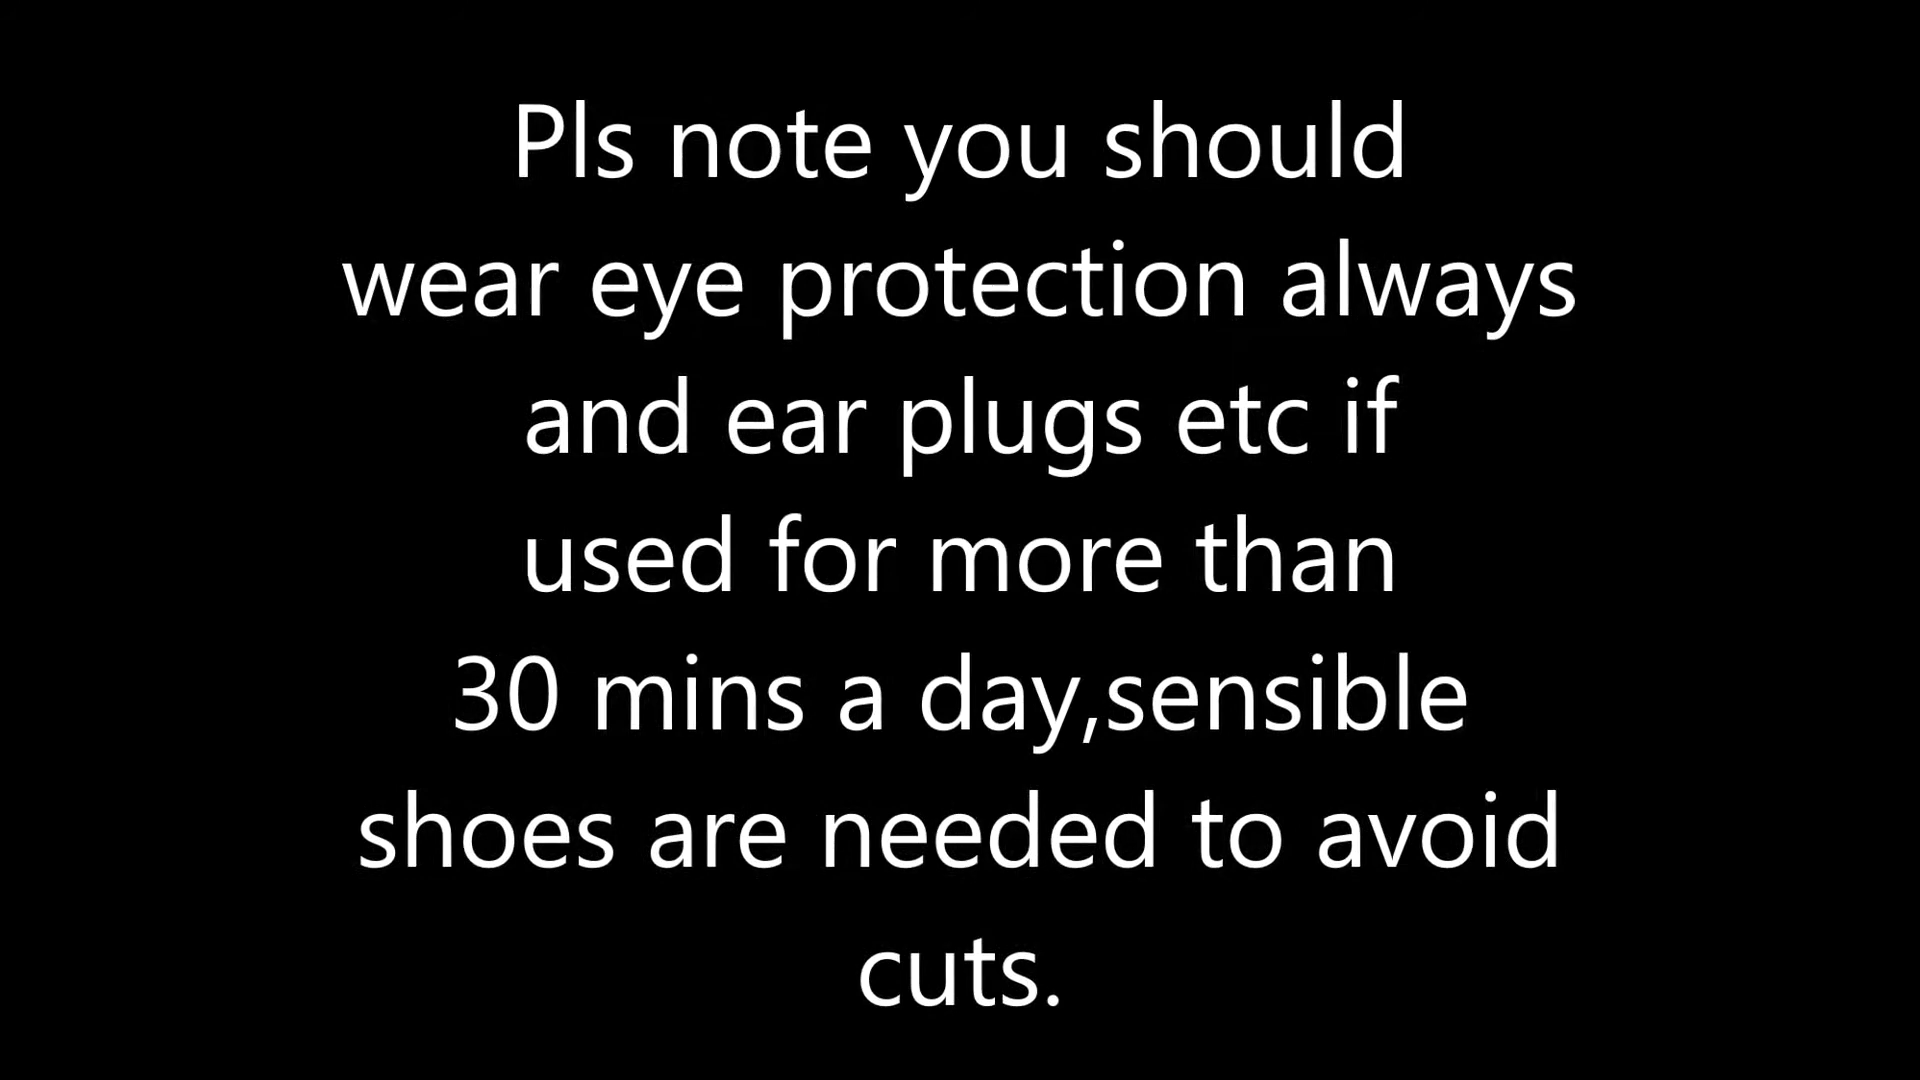 Pls note you should
wear eye protection always
and ear plugs etc if
used for more than
30 mins a day,sensible
shoes are needed to avoid
cuts.